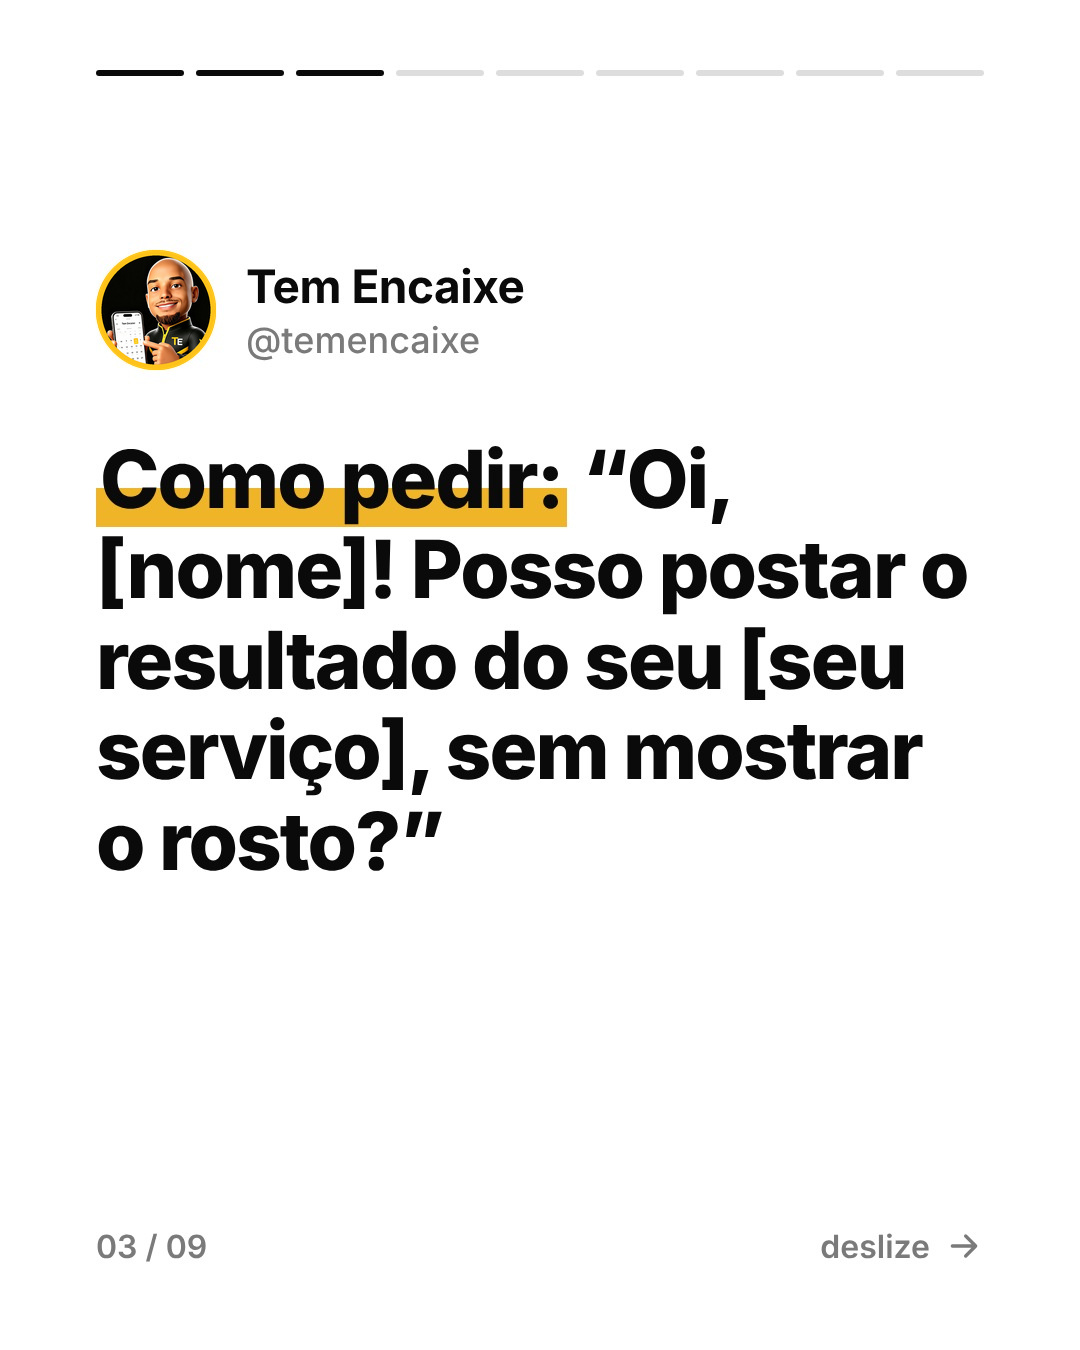 Tem Encaixe
@temencaixe
Como pedir: “Oi,
[nome]! Posso postar o
resultado do seu [seu
serviço], sem mostrar
o rosto?”
03 / 09
deslize →